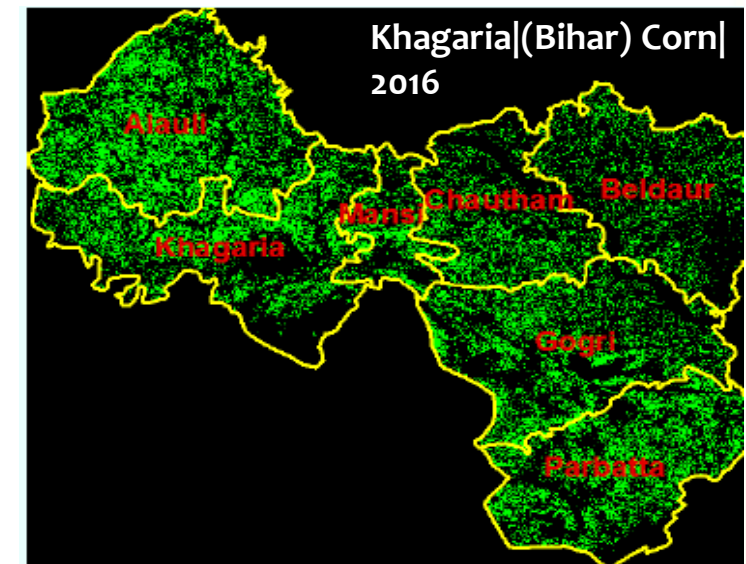 Khagaria|(Bihar) Corn|
2016
Alauli
Mansi
Chautham
Beldaur
Khagaria
Gogri
Parbatta